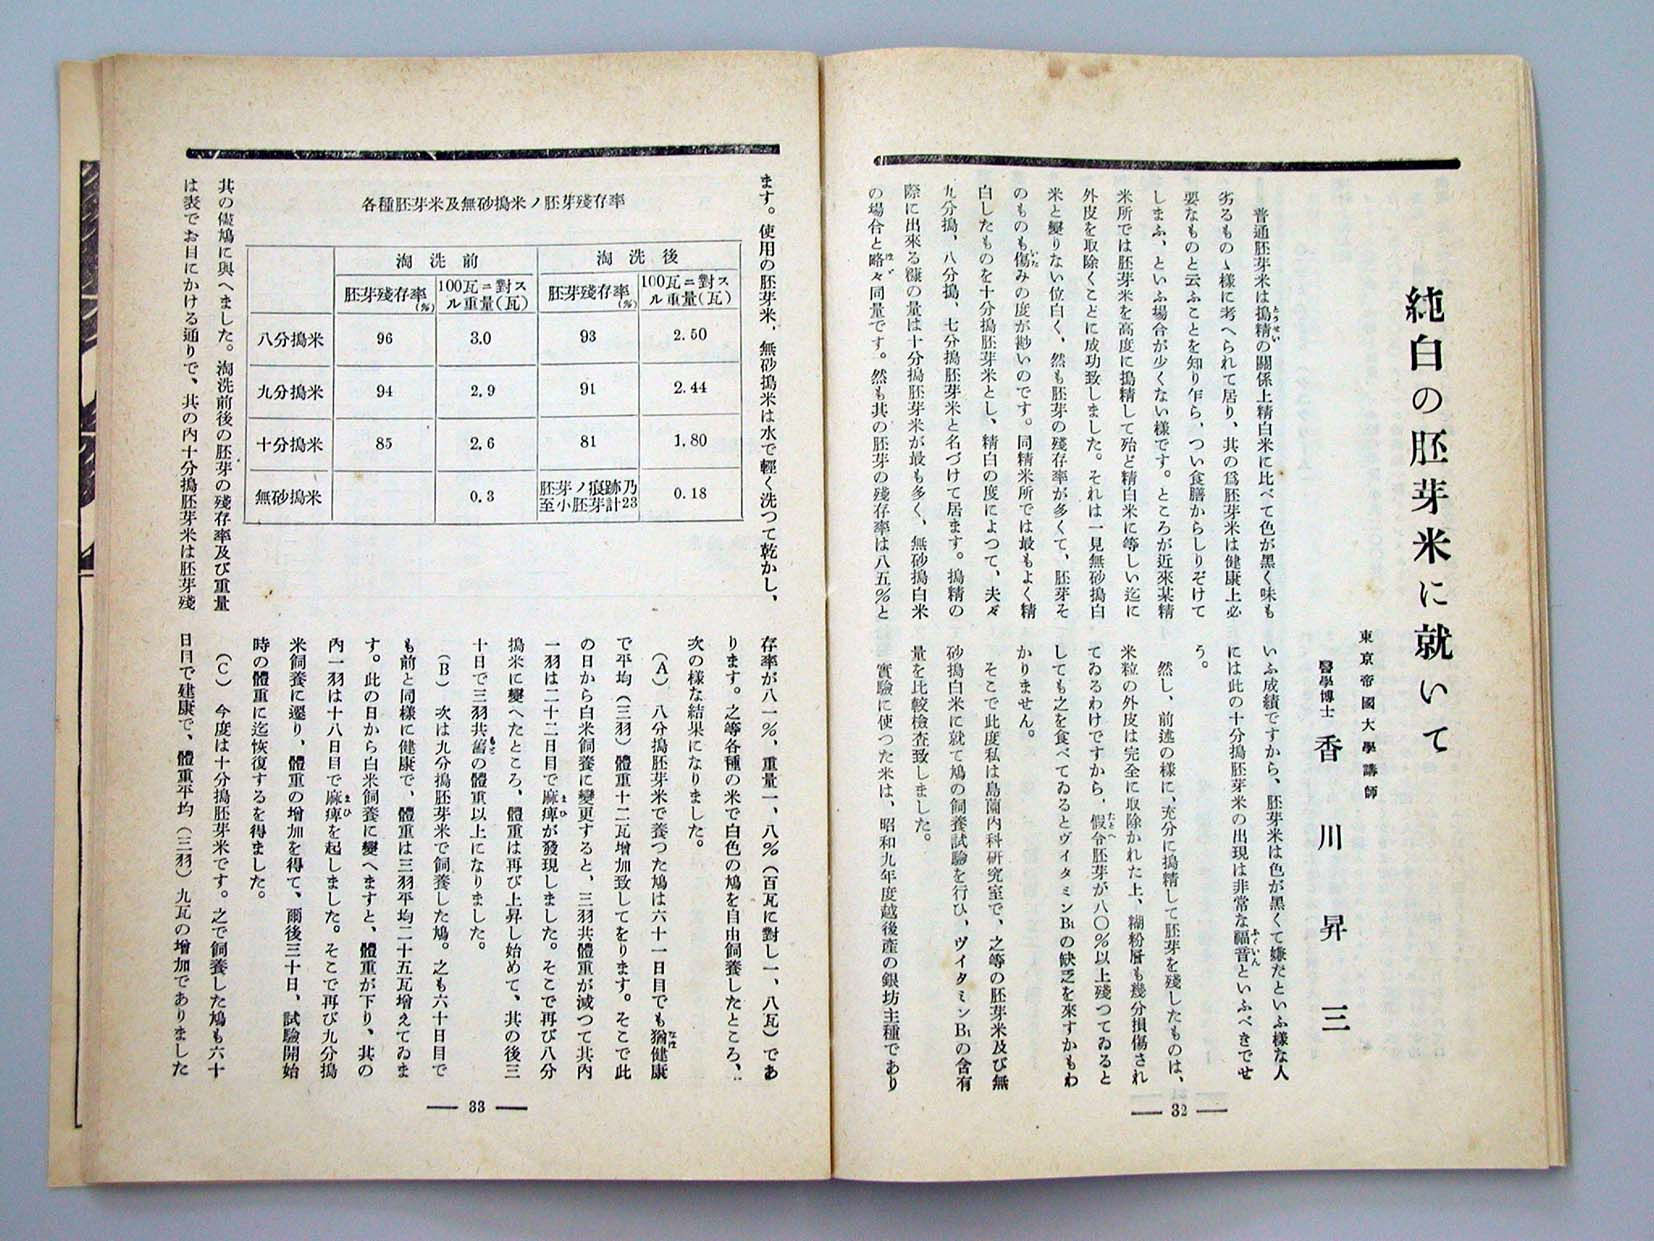 純白の胚芽米に就いて
東京帝國大學講師
醫學博士 香川昇三
普通胚芽米は搗精の關係上精白米に比べて色が黒く味も
劣るものゝ樣に考へられて居り、其の爲胚芽米は健康上必
要なものと云ふことを知り乍ら、つい食膳からしりぞけて
しまふ、といふ場合が少くない樣です。ところが近來某精
米所では胚芽米を高度に搗精して殆ど精白米に等しい迄に
外皮を取除くことに成功致しました。それは一見無砂搗白
米と變りない位白く、然も胚芽の殘存率が多くて、胚芽そ
のものも傷みの度が尠いのです。同精米所では最もよく精
白したものを十分搗胚芽米とし、精白の度によつて、夫々
九分搗、八分搗、七分搗胚芽米と名づけて居ます。搗精の
際に出來る糠の量は十分搗胚芽米が最も多く、無砂搗白米
の場合と略々同量です。然も其の胚芽の殘存率は八五%と
いふ成績ですから、胚芽米は色が黒くて嫌だといふ樣な人
には此の十分搗胚芽米の出現は非常な福音といふべきでせ
う。
然し、前述の樣に、充分に搗精して胚芽を殘したものは、
米粒の外皮は完全に取除かれた上、糊粉層も幾分損傷され
てゐるわけですから、假令胚芽が八〇%以上殘つてゐると
しても之を食べてゐるとヴイタミンB₁の缺乏を來すかもわ
かりません。
そこで此度私は島薗内科研究室で、之等の胚芽米及び無
砂搗白米に就て鳩の飼養試驗を行ひ、ヴイタミンB₁の含有
量を比較檢査致しました。
實驗に使つた米は、昭和九年度越後産の銀坊主種であり
— 32 —
ます。使用の胚芽米、無砂搗米は水で輕く洗つて乾かし、
各種胚芽米及無砂搗米ノ胚芽殘存率
淘洗前 淘洗後
胚芽殘存率(%) 100瓦ニ對スル重量(瓦) 胚芽殘存率(%) 100瓦ニ對スル重量(瓦)
八分搗米 96 3.0 93 2.50
九分搗米 94 2.9 91 2.44
十分搗米 85 2.6 81 1.80
無砂搗米 0.3 胚芽ノ痕跡乃至小胚芽計23 0.18
其の儘鳩に與へました。淘洗前後の胚芽の殘存率及び重量
は表でお目にかける通りで、其の内十分搗胚芽米は胚芽殘
存率が八一%、重量一、八%(百瓦に對し一、八瓦)であ
ります。之等各種の米で白色の鳩を自由飼養したところ、
次の樣な結果になりました。
(A) 八分搗胚芽米で養つた鳩は六十一日目でも猶健康
で平均(三羽)體重十二瓦増加致してをります。そこで此
の日から白米飼養に變更すると、三羽共體重が減つて共内
一羽は二十二日目で麻痺が發現しました。そこで再び八分
搗米に變へたところ、體重は再び上昇し始めて、其の後三
十日で三羽共舊の體重以上になりました。
(B) 次は九分搗胚芽米で飼養した鳩。之も六十日目で
も前と同樣に健康で、體重は三羽平均二十五瓦増えてゐま
す。此の日から白米飼養に變へますと、體重が下り、其の
内一羽は十八日目で麻痺を起しました。そこで再び九分搗
米飼養に還り、體重の増加を得て、爾後三十日、試驗開始
時の體重に迄恢復するを得ました。
(C) 今度は十分搗胚芽米です。之で飼養した鳩も六十
日目で健康で、體重平均(三羽)九瓦の増加でありました
— 33 —